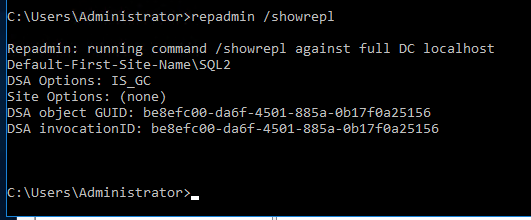 C:\Users\Administrator>repadmin /showrepl
Repadmin: running command /showrepl against full DC localhost
Default-First-Site-Name\SQL2
DSA Options: IS_GC
Site Options: (none)
DSA object GUID: be8efc00-da6f-4501-885a-0b17f0a25156
DSA invocationID: be8efc00-da6f-4501-885a-0b17f0a25156
C:\Users\Administrator>